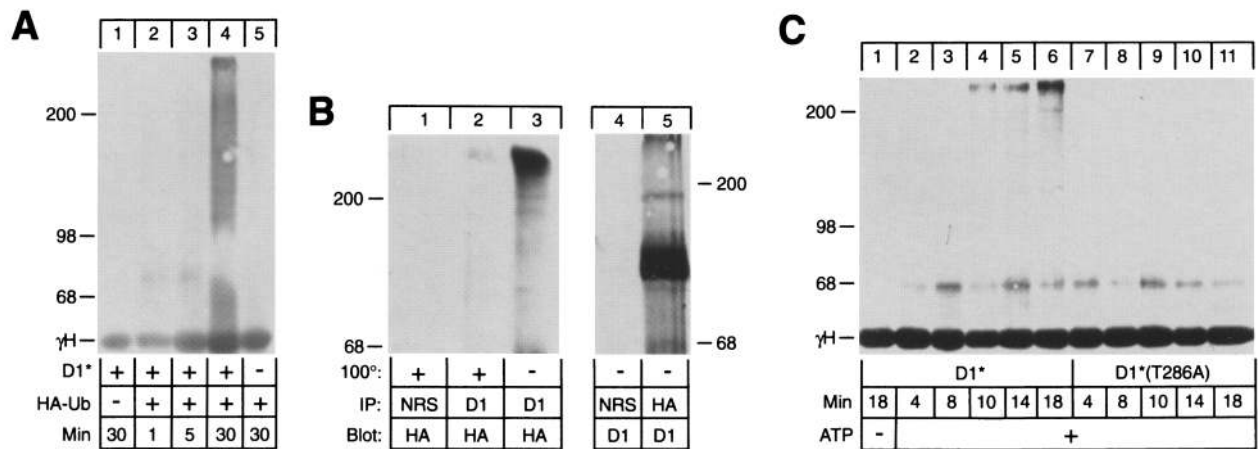 A
1 2 3 4 5
200
98
68
γH
D1* + + + + -
HA-Ub - + + + +
Min 30 1 5 30 30
B
1 2 3
200
68
100°: + + -
IP: NRS D1 D1
Blot: HA HA HA
4 5
200
68
- -
NRS HA
D1 D1
C
1 2 3 4 5 6 7 8 9 10 11
200
98
68
γH
D1* D1*(T286A)
Min 18 4 8 10 14 18 4 8 10 14 18
ATP - +